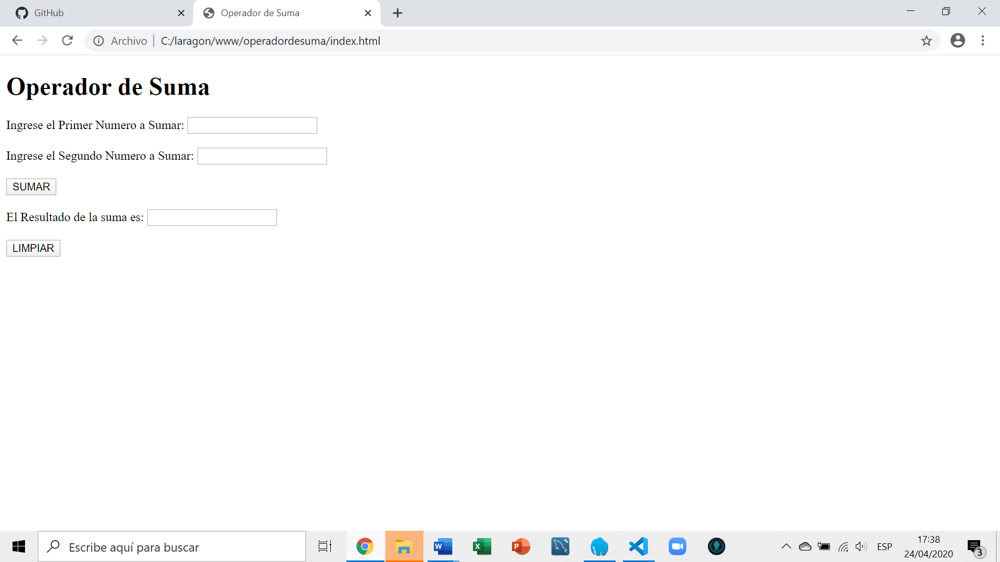 GitHub
Operador de Suma
Archivo
C:/laragon/www/operadordesuma/index.html
Operador de Suma
Ingrese el Primer Numero a Sumar:
Ingrese el Segundo Numero a Sumar:
SUMAR
El Resultado de la suma es:
LIMPIAR
Escribe aquí para buscar
W
X
P
ESP
17:38
24/04/2020
3